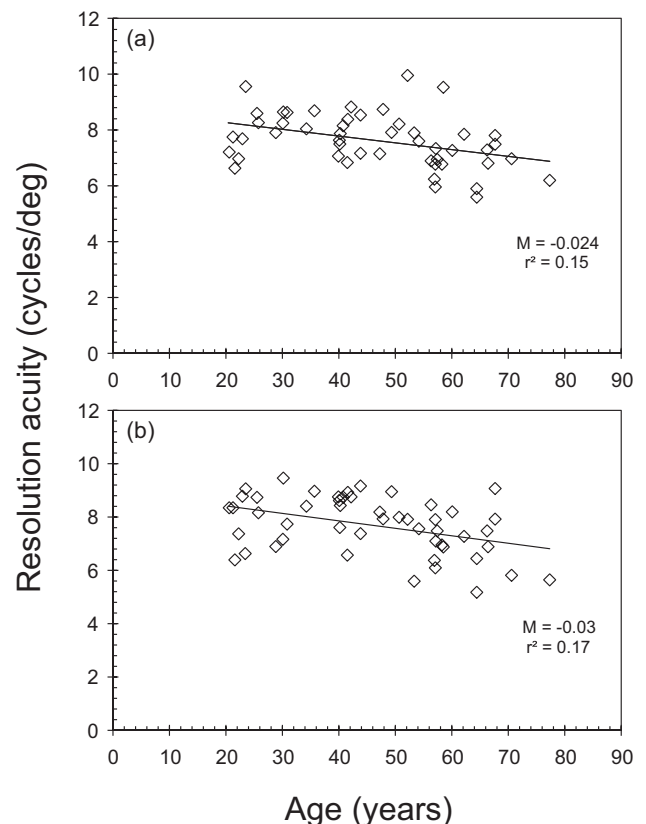 Resolution acuity (cycles/deg)
(a)
12
10
8
6
4
2
0
M = -0.024
r² = 0.15
0 10 20 30 40 50 60 70 80 90
(b)
12
10
8
6
4
2
0
M = -0.03
r² = 0.17
0 10 20 30 40 50 60 70 80 90
Age (years)